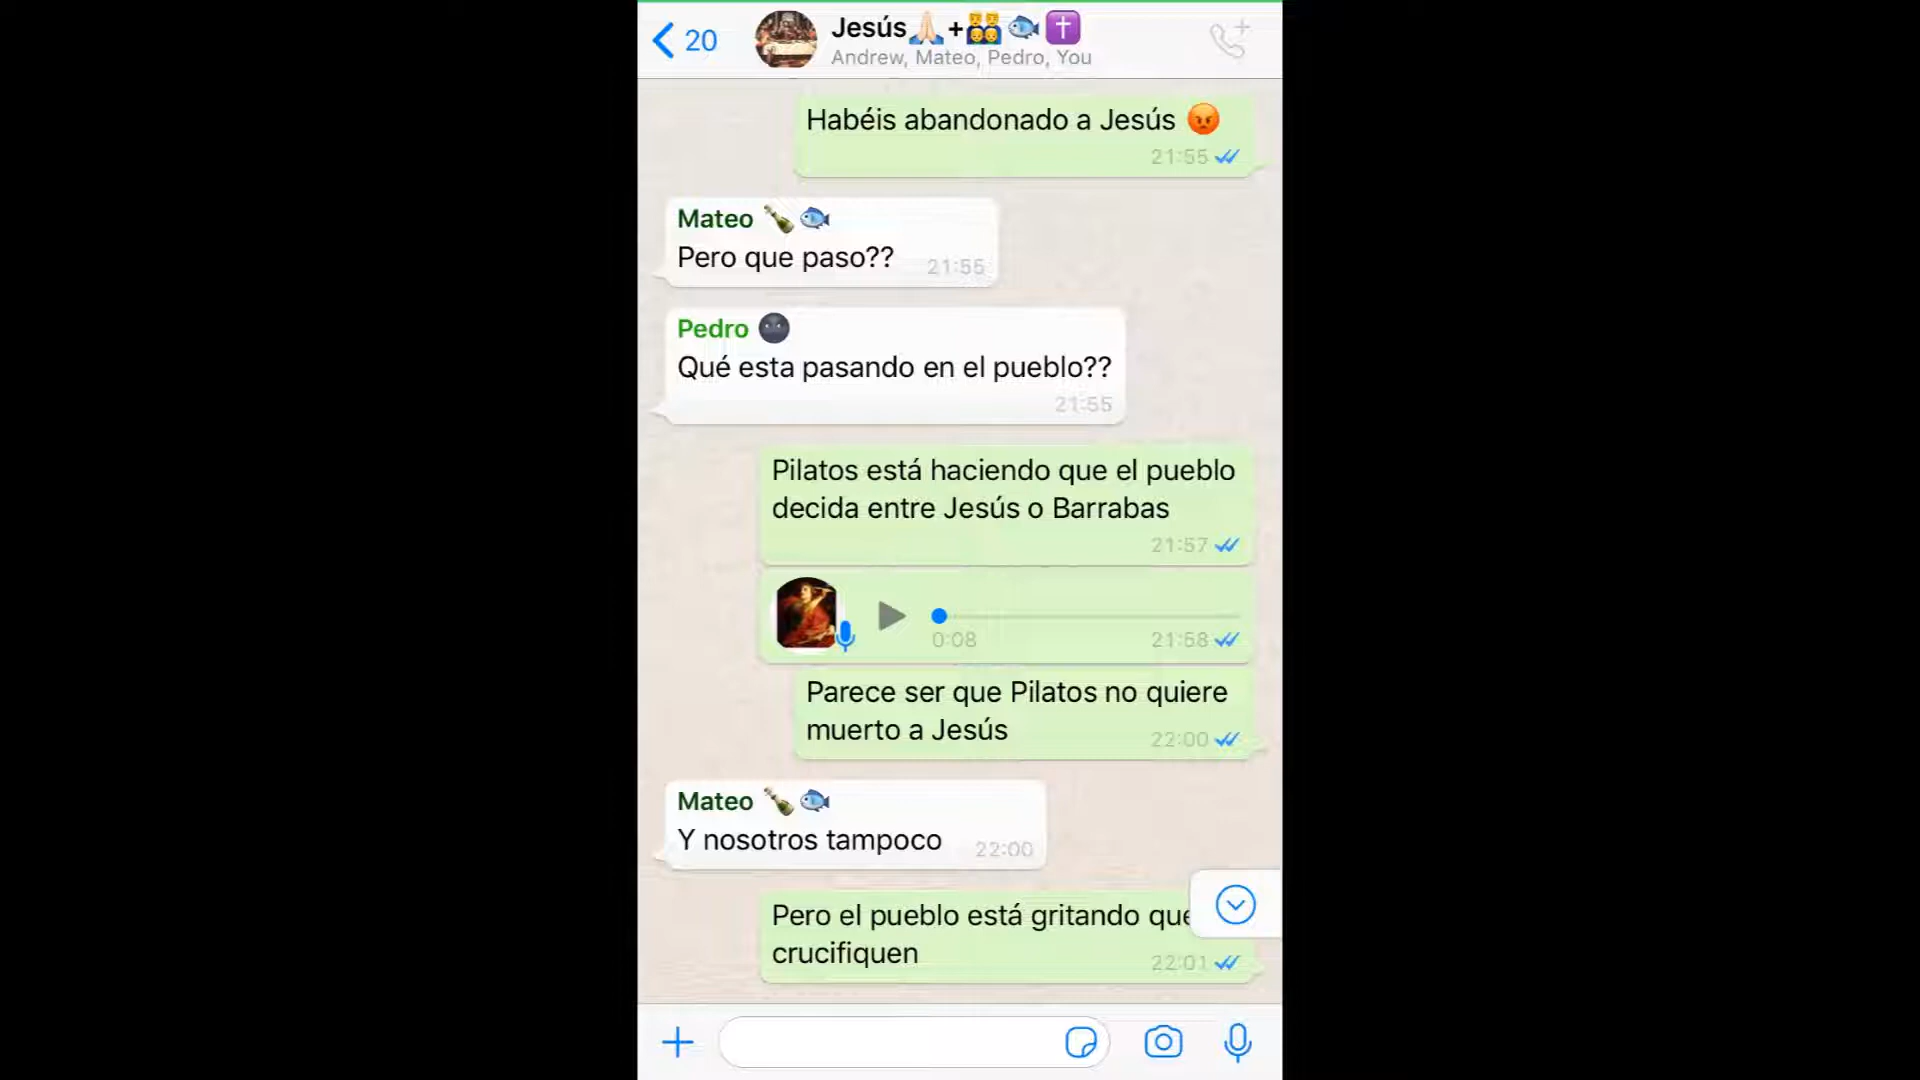 20
Jesús🙏🏻+👨‍👨‍👦‍👦🐟✝️
Andrew, Mateo, Pedro, You
Habéis abandonado a Jesús 😡
21:55
Mateo 🍾🐟
Pero que paso??
21:55
Pedro 🌚
Qué esta pasando en el pueblo??
21:55
Pilatos está haciendo que el pueblo
decida entre Jesús o Barrabas
21:57
0:08
21:58
Parece ser que Pilatos no quiere
muerto a Jesús
22:00
Mateo 🍾🐟
Y nosotros tampoco
22:00
Pero el pueblo está gritando que
crucifiquen
22:01